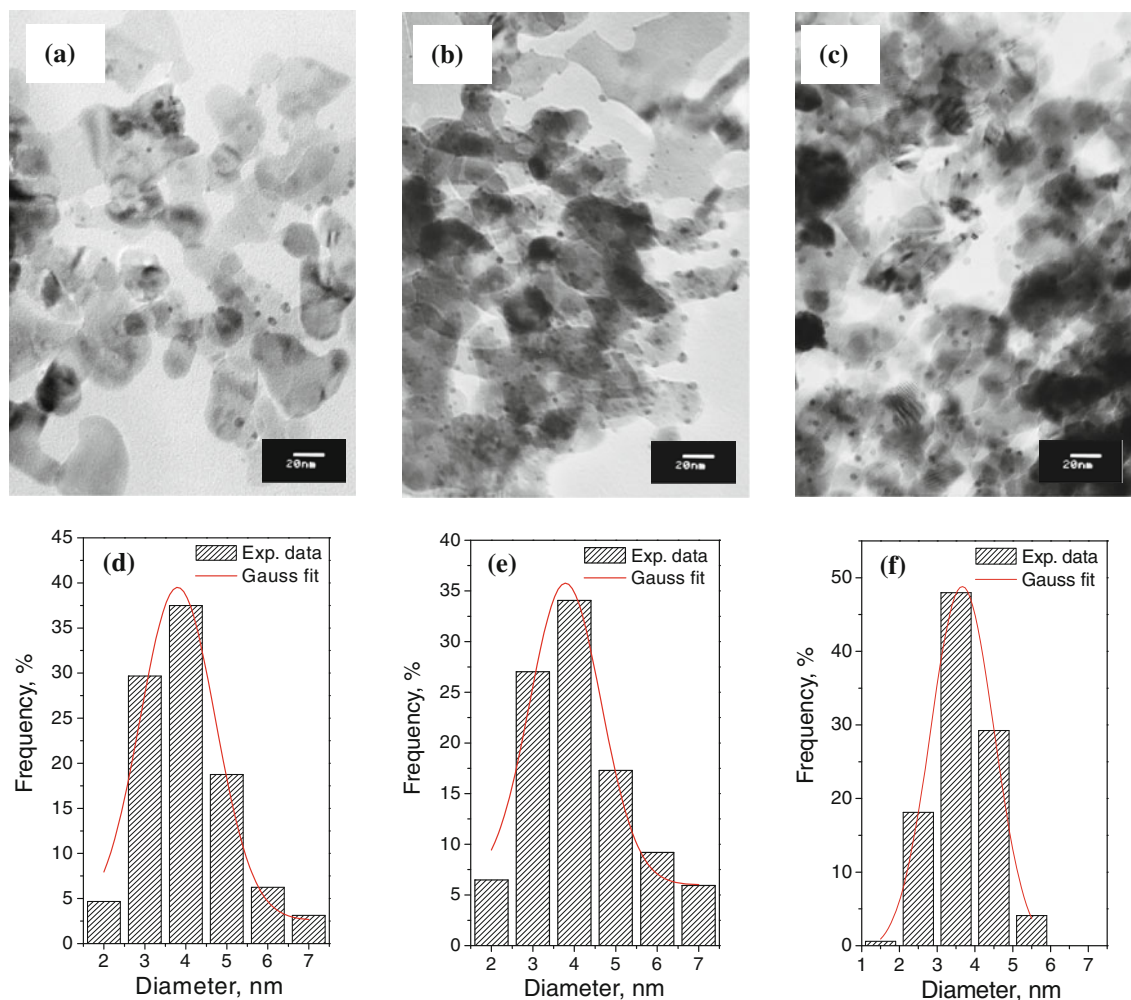 (a)
(b)
(c)
20nm
20nm
20nm
(d)
Exp. data
Gauss fit
45
40
35
30
25
20
15
10
5
0
Frequency, %
2 3 4 5 6 7
Diameter, nm
(e)
Exp. data
Gauss fit
40
35
30
25
20
15
10
5
0
Frequency, %
2 3 4 5 6 7
Diameter, nm
(f)
Exp. data
Gauss fit
50
40
30
20
10
0
Frequency, %
1 2 3 4 5 6 7
Diameter, nm